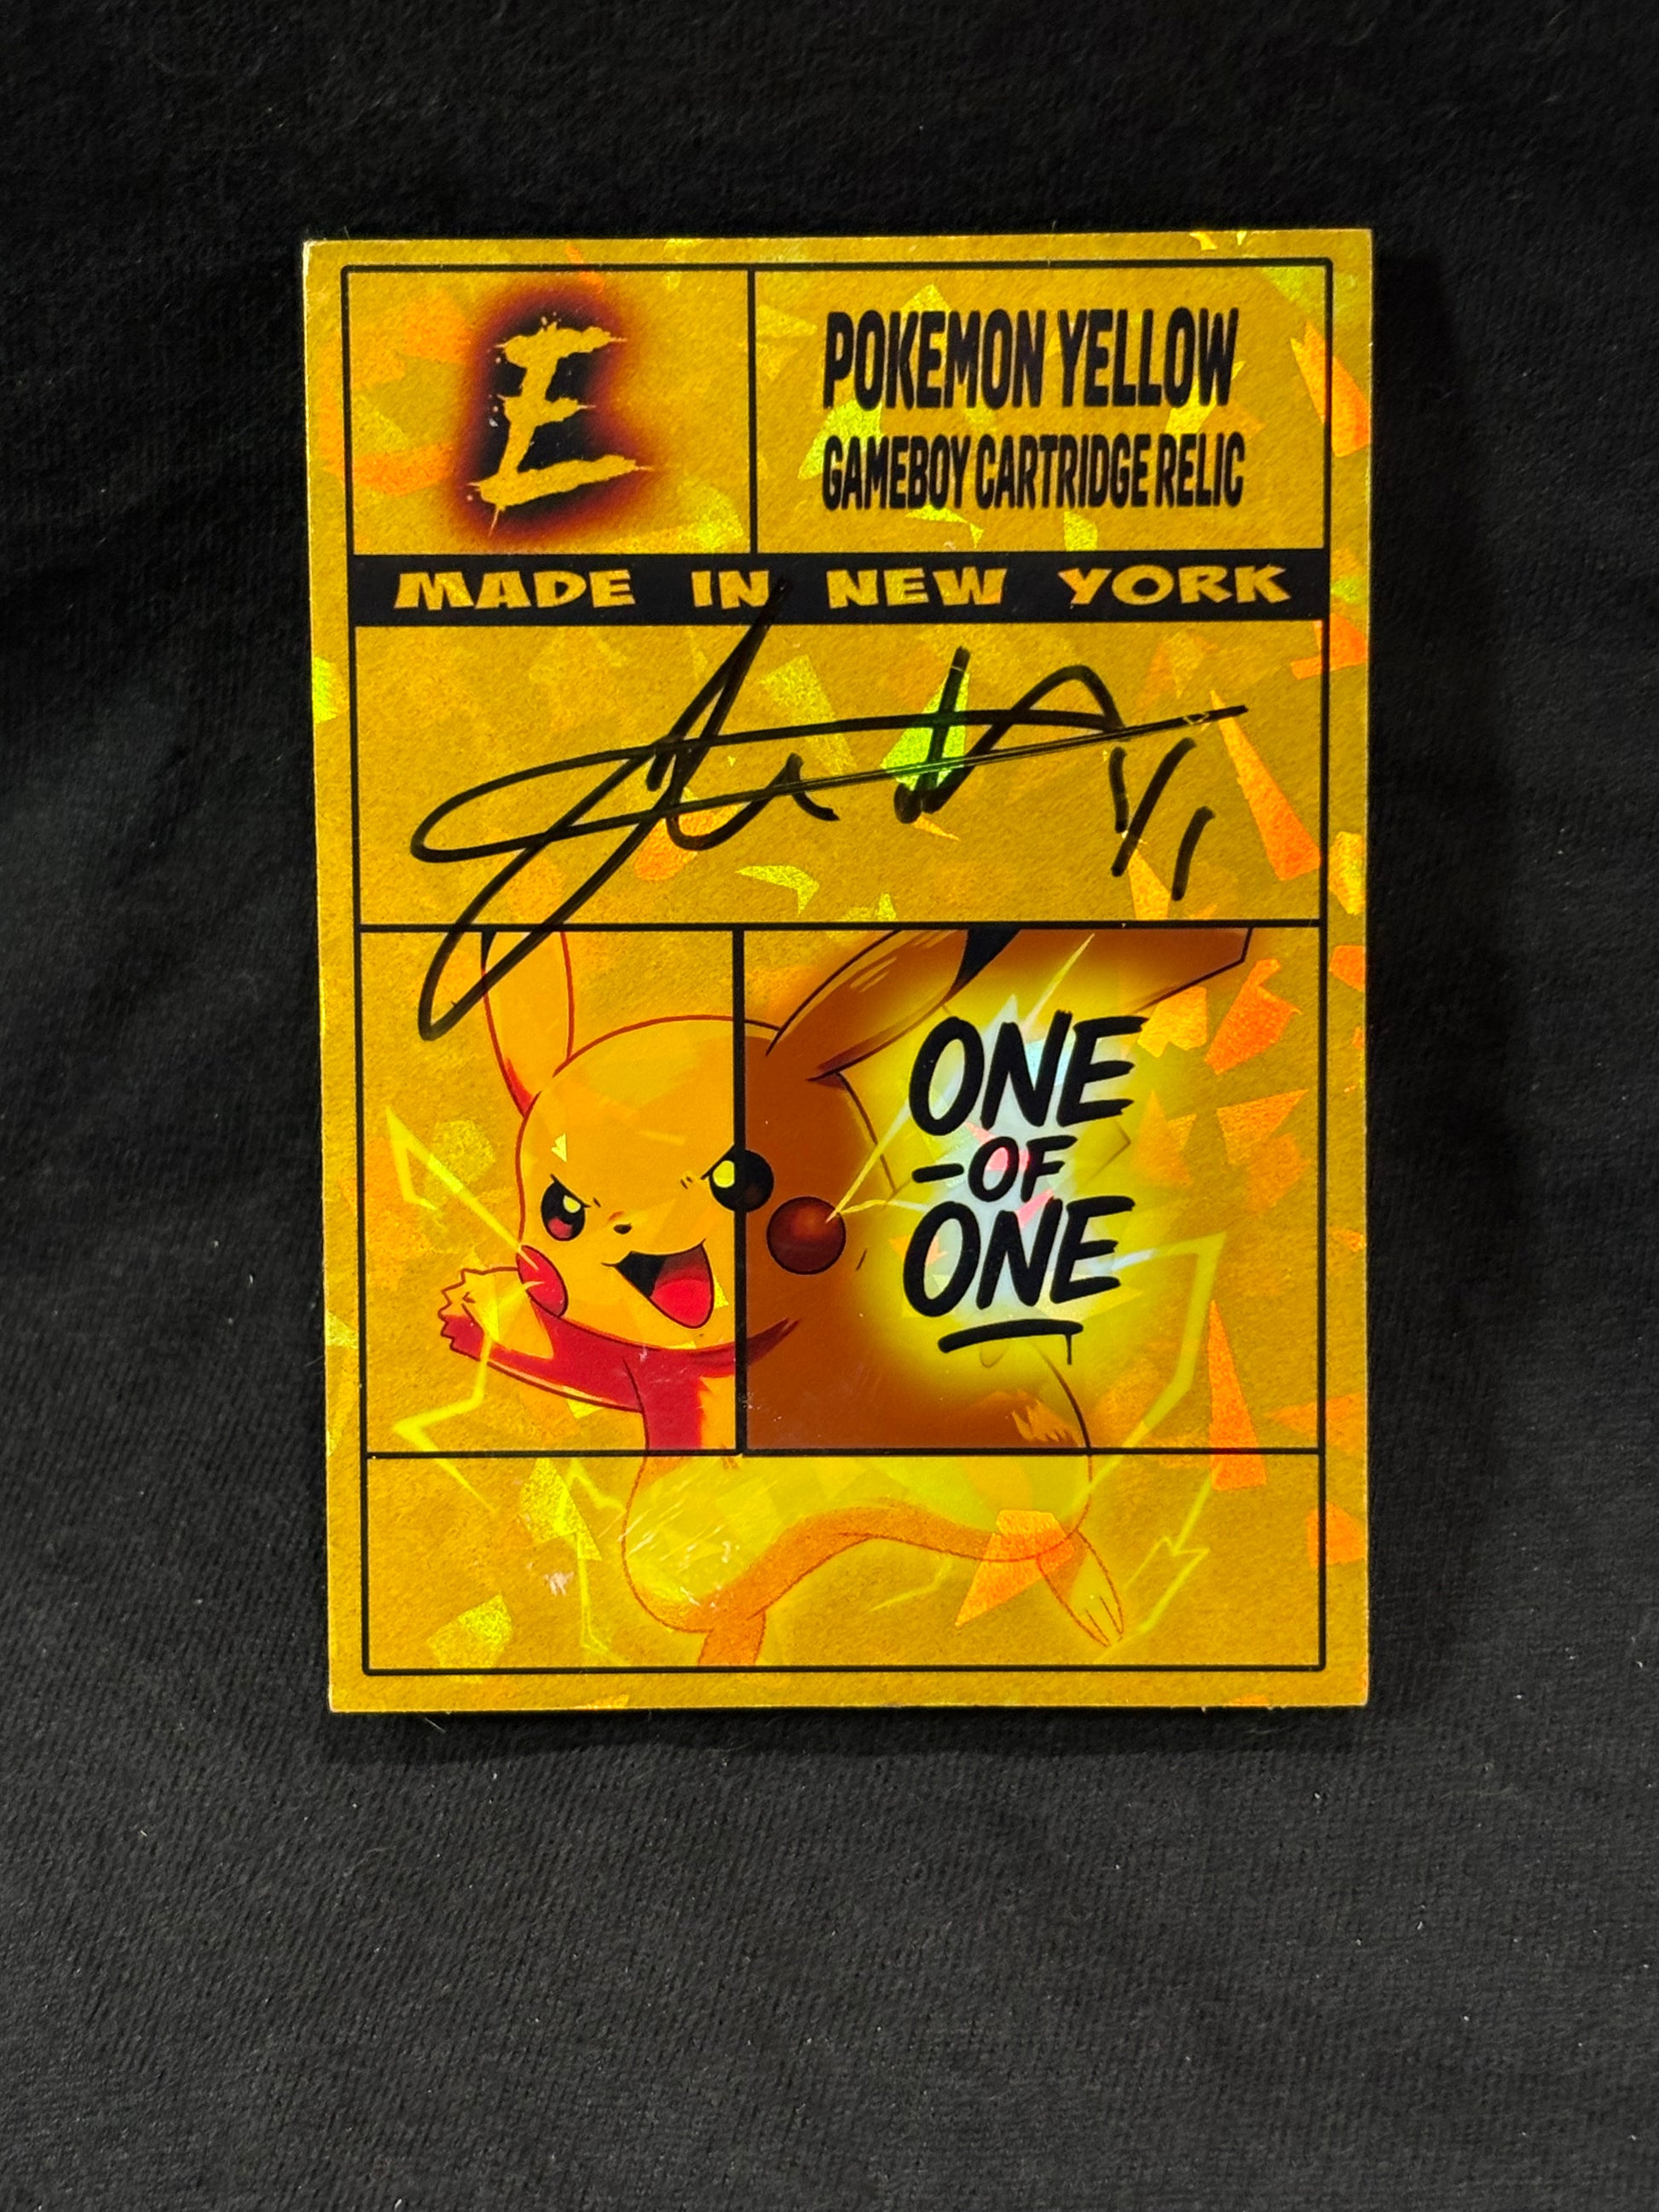 E
POKEMON YELLOW
GAMEBOY CARTRIDGE RELIC
MADE IN NEW YORK
1/1
ONE
-OF
ONE